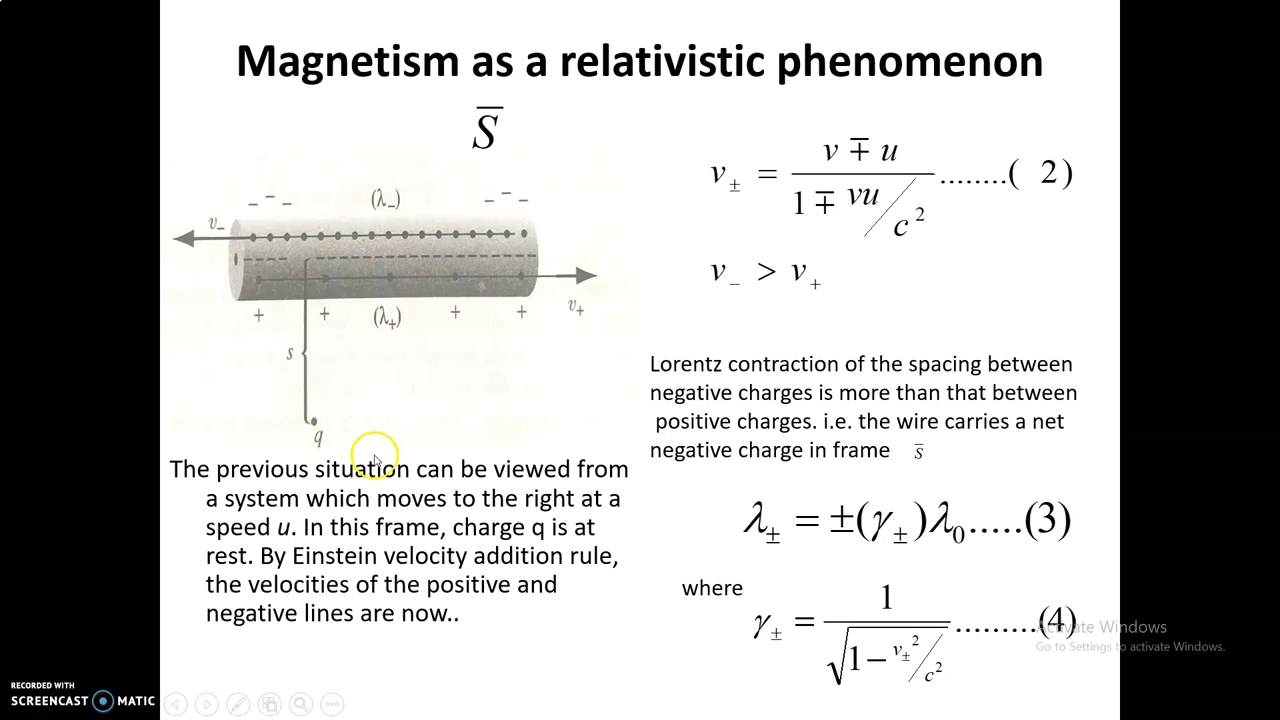 Magnetism as a relativistic phenomenon
S̅
– – –   (λ₋)   – – –
v₋
+ + (λ₊) + +
v₊
s
q
The previous situation can be viewed from
a system which moves to the right at a
speed u. In this frame, charge q is at
rest. By Einstein velocity addition rule,
the velocities of the positive and
negative lines are now..
v± = (v ∓ u) / (1 ∓ vu/c²) ........( 2)
v₋ > v₊
Lorentz contraction of the spacing between
negative charges is more than that between
positive charges. i.e. the wire carries a net
negative charge in frame s̅
λ± = ±(γ±)λ₀.....(3)
where
γ± = 1 / √(1 − v±²/c²) .........(4)
Activate Windows
Go to Settings to activate Windows.
RECORDED WITH
SCREENCAST MATIC